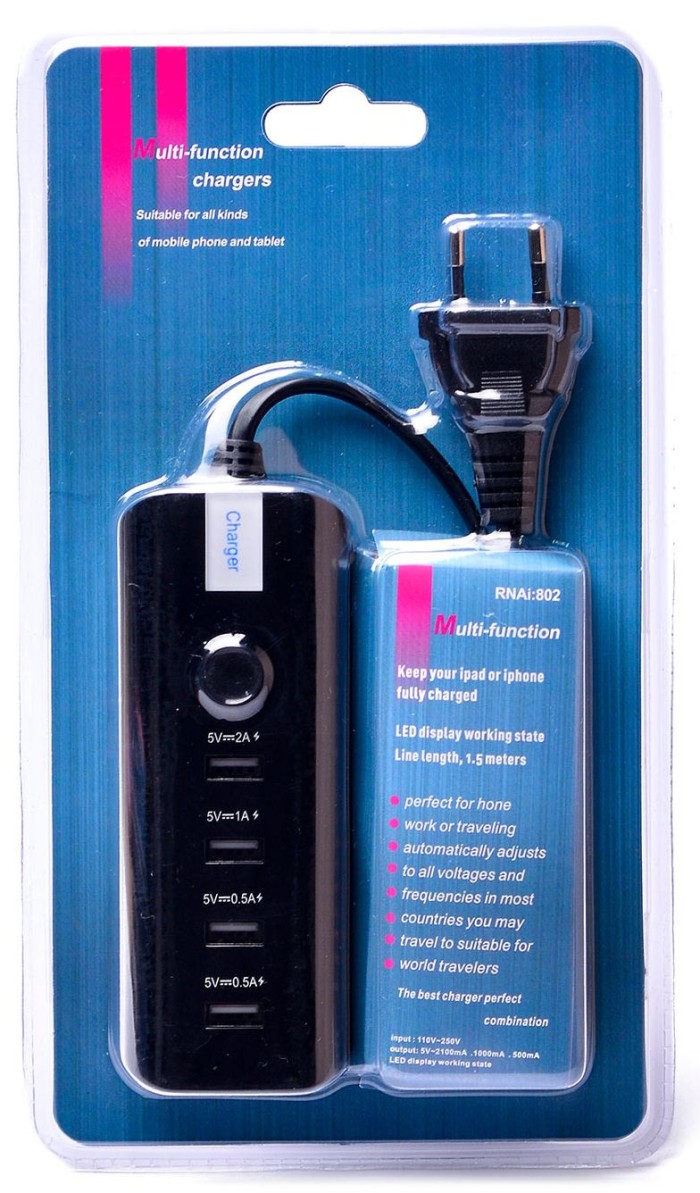 Multi-function
chargers
Suitable for all kinds
of mobile phone and tablet
Charger
5V⎓2A
5V⎓1A
5V⎓0.5A
5V⎓0.5A
RNAi:802
Multi-function
Keep your ipad or iphone
fully charged
LED display working state
Line length, 1.5 meters
perfect for hone
work or traveling
automatically adjusts
to all voltages and
frequencies in most
countries you may
travel to suitable for
world travelers
The best charger perfect
combination
input : 110V~250V
output: 5V~2100mA .1000mA . 500mA
LED display working state